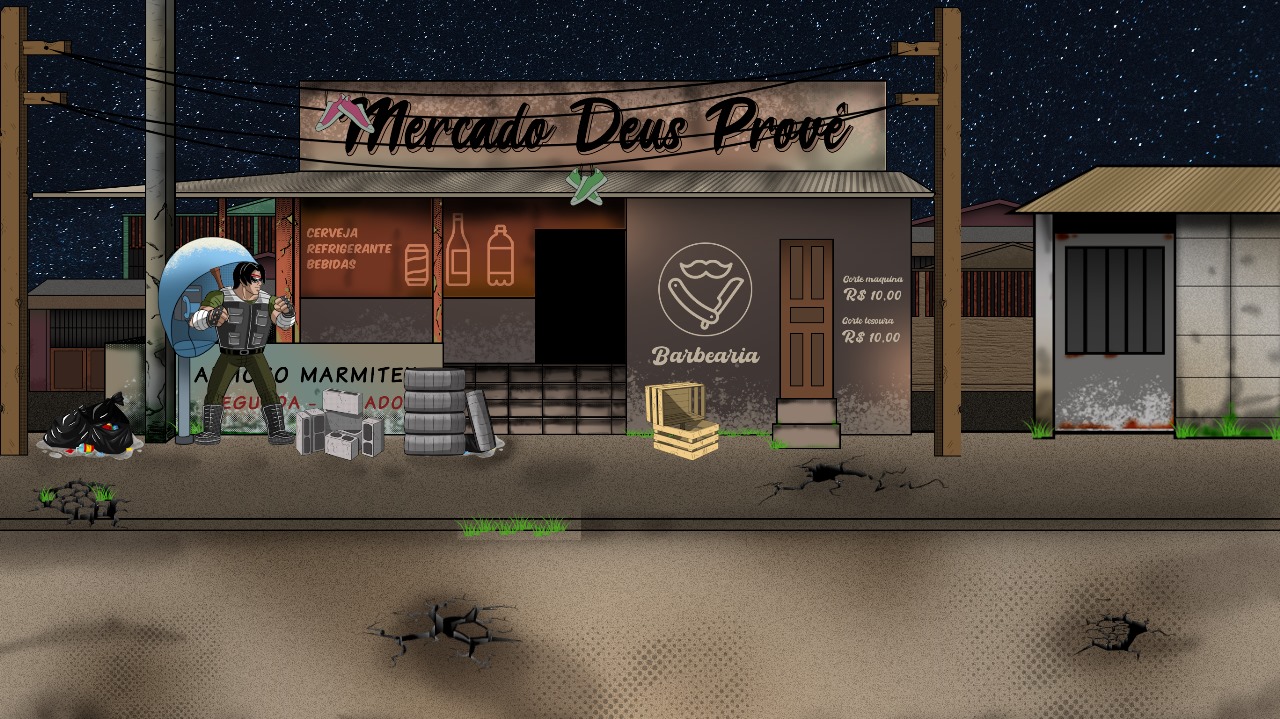 Mercado Deus Provê
CERVEJA
REFRIGERANTE
BEBIDAS
Barbearia
Corte maquina
R$ 10,00
Corte tesoura
R$ 10,00
MARMITEX